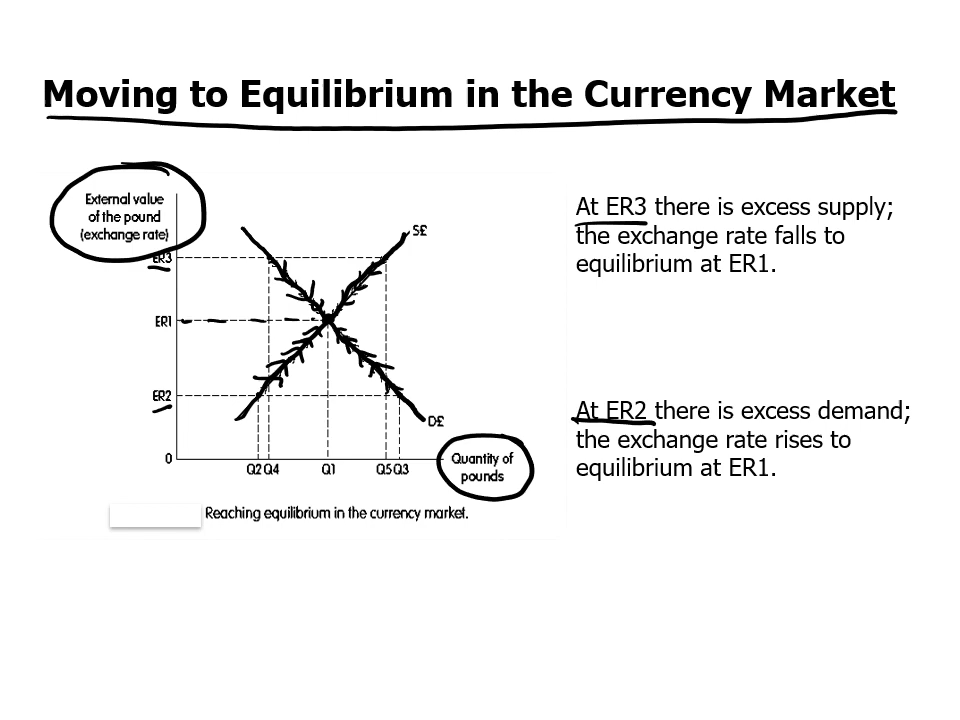 Moving to Equilibrium in the Currency Market
External value
of the pound
(exchange rate)
ER3
ER1
ER2
0
S£
D£
Q2 Q4 Q1 Q5 Q3
Quantity of
pounds
Reaching equilibrium in the currency market.
At ER3 there is excess supply;
the exchange rate falls to
equilibrium at ER1.
At ER2 there is excess demand;
the exchange rate rises to
equilibrium at ER1.